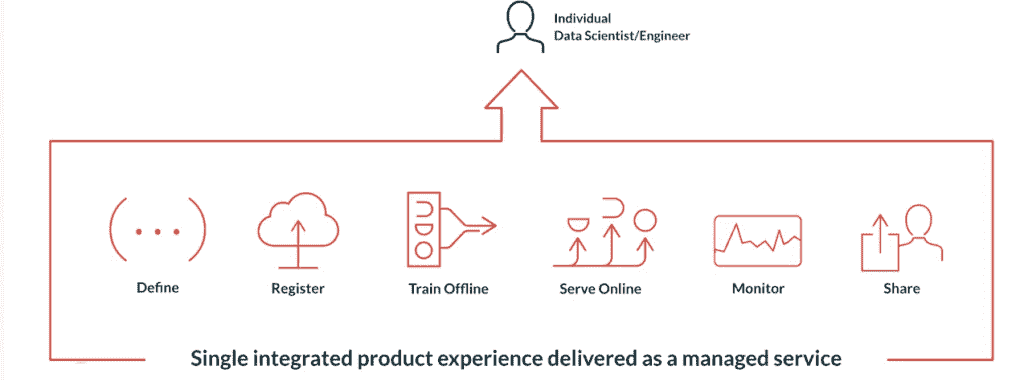 Individual
Data Scientist/Engineer
Define
Register
Train Offline
Serve Online
Monitor
Share
Single integrated product experience delivered as a managed service